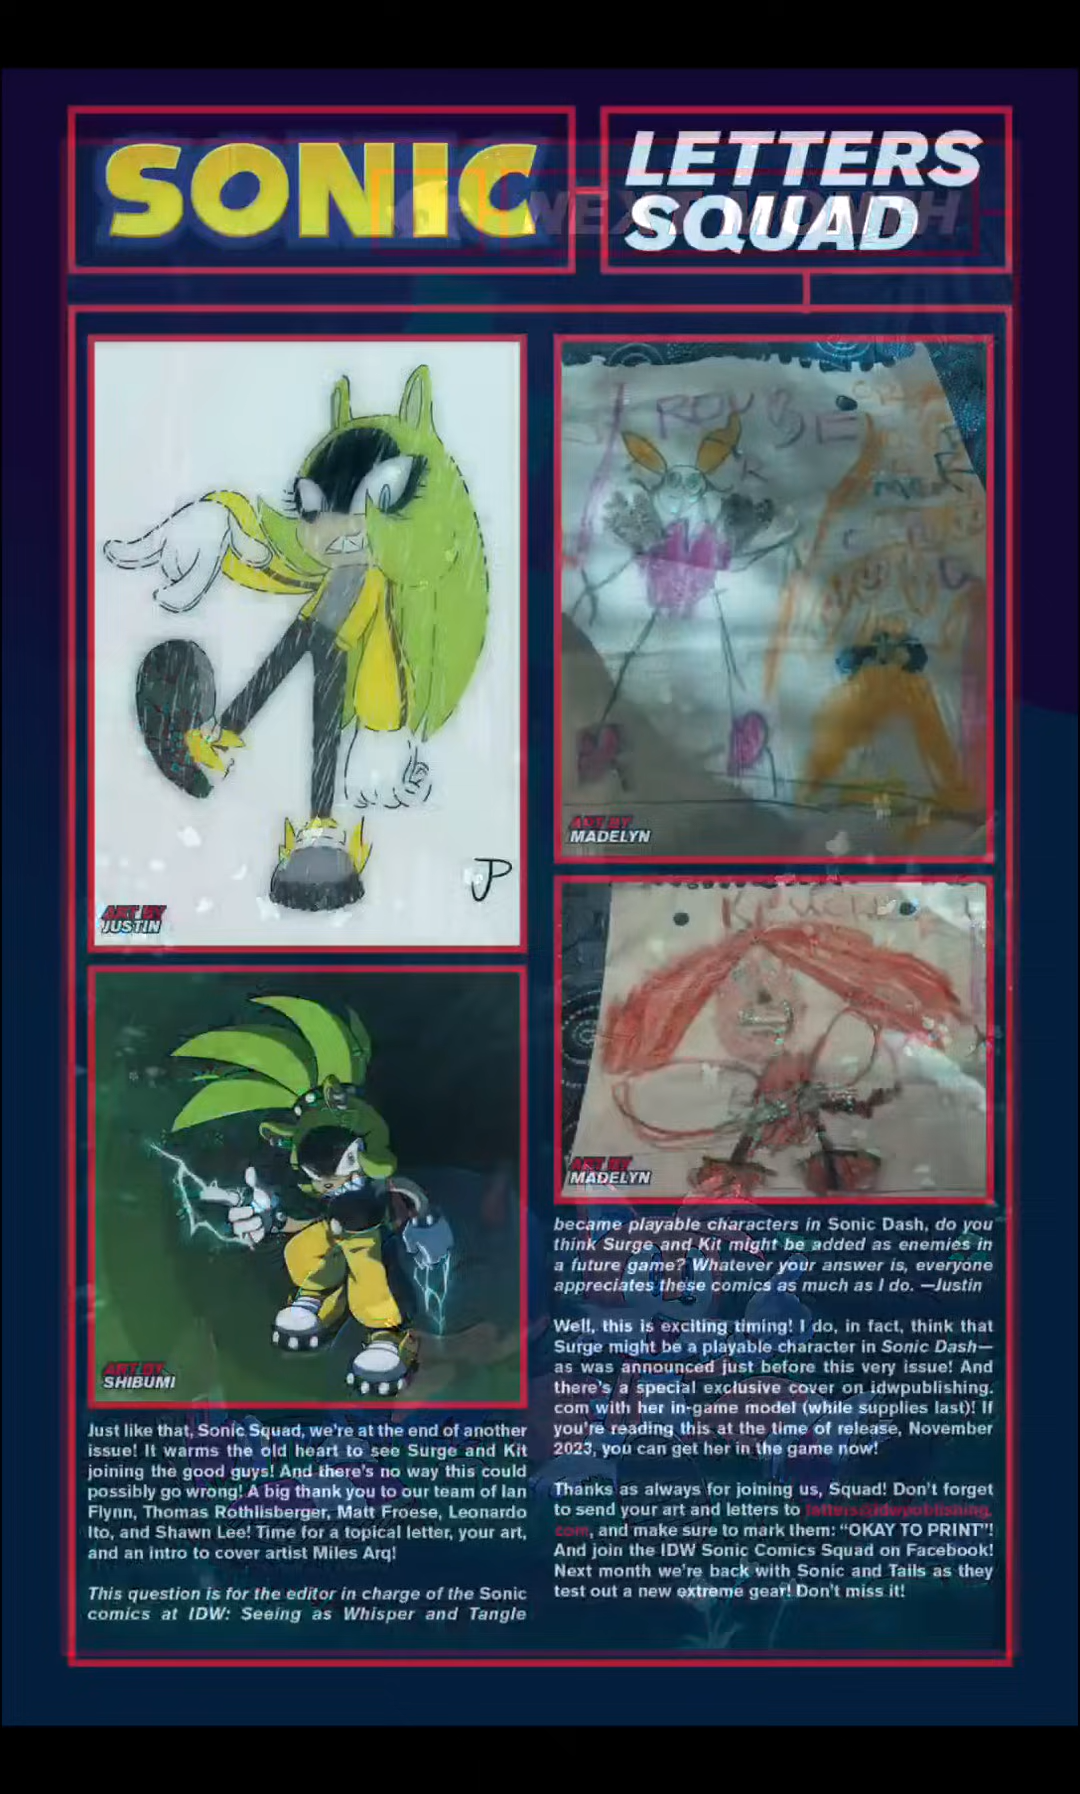 SONIC
LETTERS
SQUAD
NEXT MONTH
ROUBE
JP
ART BY
JUSTIN
ART BY
MADELYN
ART BY
MADELYN
ART BY
SHIBUMI
Just like that, Sonic Squad, we're at the end of another
issue! It warms the old heart to see Surge and Kit
joining the good guys! And there's no way this could
possibly go wrong! A big thank you to our team of Ian
Flynn, Thomas Rothlisberger, Matt Froese, Leonardo
Ito, and Shawn Lee! Time for a topical letter, your art,
and an intro to cover artist Miles Arq!
This question is for the editor in charge of the Sonic
comics at IDW: Seeing as Whisper and Tangle
became playable characters in Sonic Dash, do you
think Surge and Kit might be added as enemies in
a future game? Whatever your answer is, everyone
appreciates these comics as much as I do. —Justin
Well, this is exciting timing! I do, in fact, think that
Surge might be a playable character in Sonic Dash—
as was announced just before this very issue! And
there's a special exclusive cover on idwpublishing.
com with her in-game model (while supplies last)! If
you're reading this at the time of release, November
2023, you can get her in the game now!
Thanks as always for joining us, Squad! Don't forget
to send your art and letters to letters@idwpublishing.
com, and make sure to mark them: “OKAY TO PRINT”!
And join the IDW Sonic Comics Squad on Facebook!
Next month we're back with Sonic and Tails as they
test out a new extreme gear! Don't miss it!